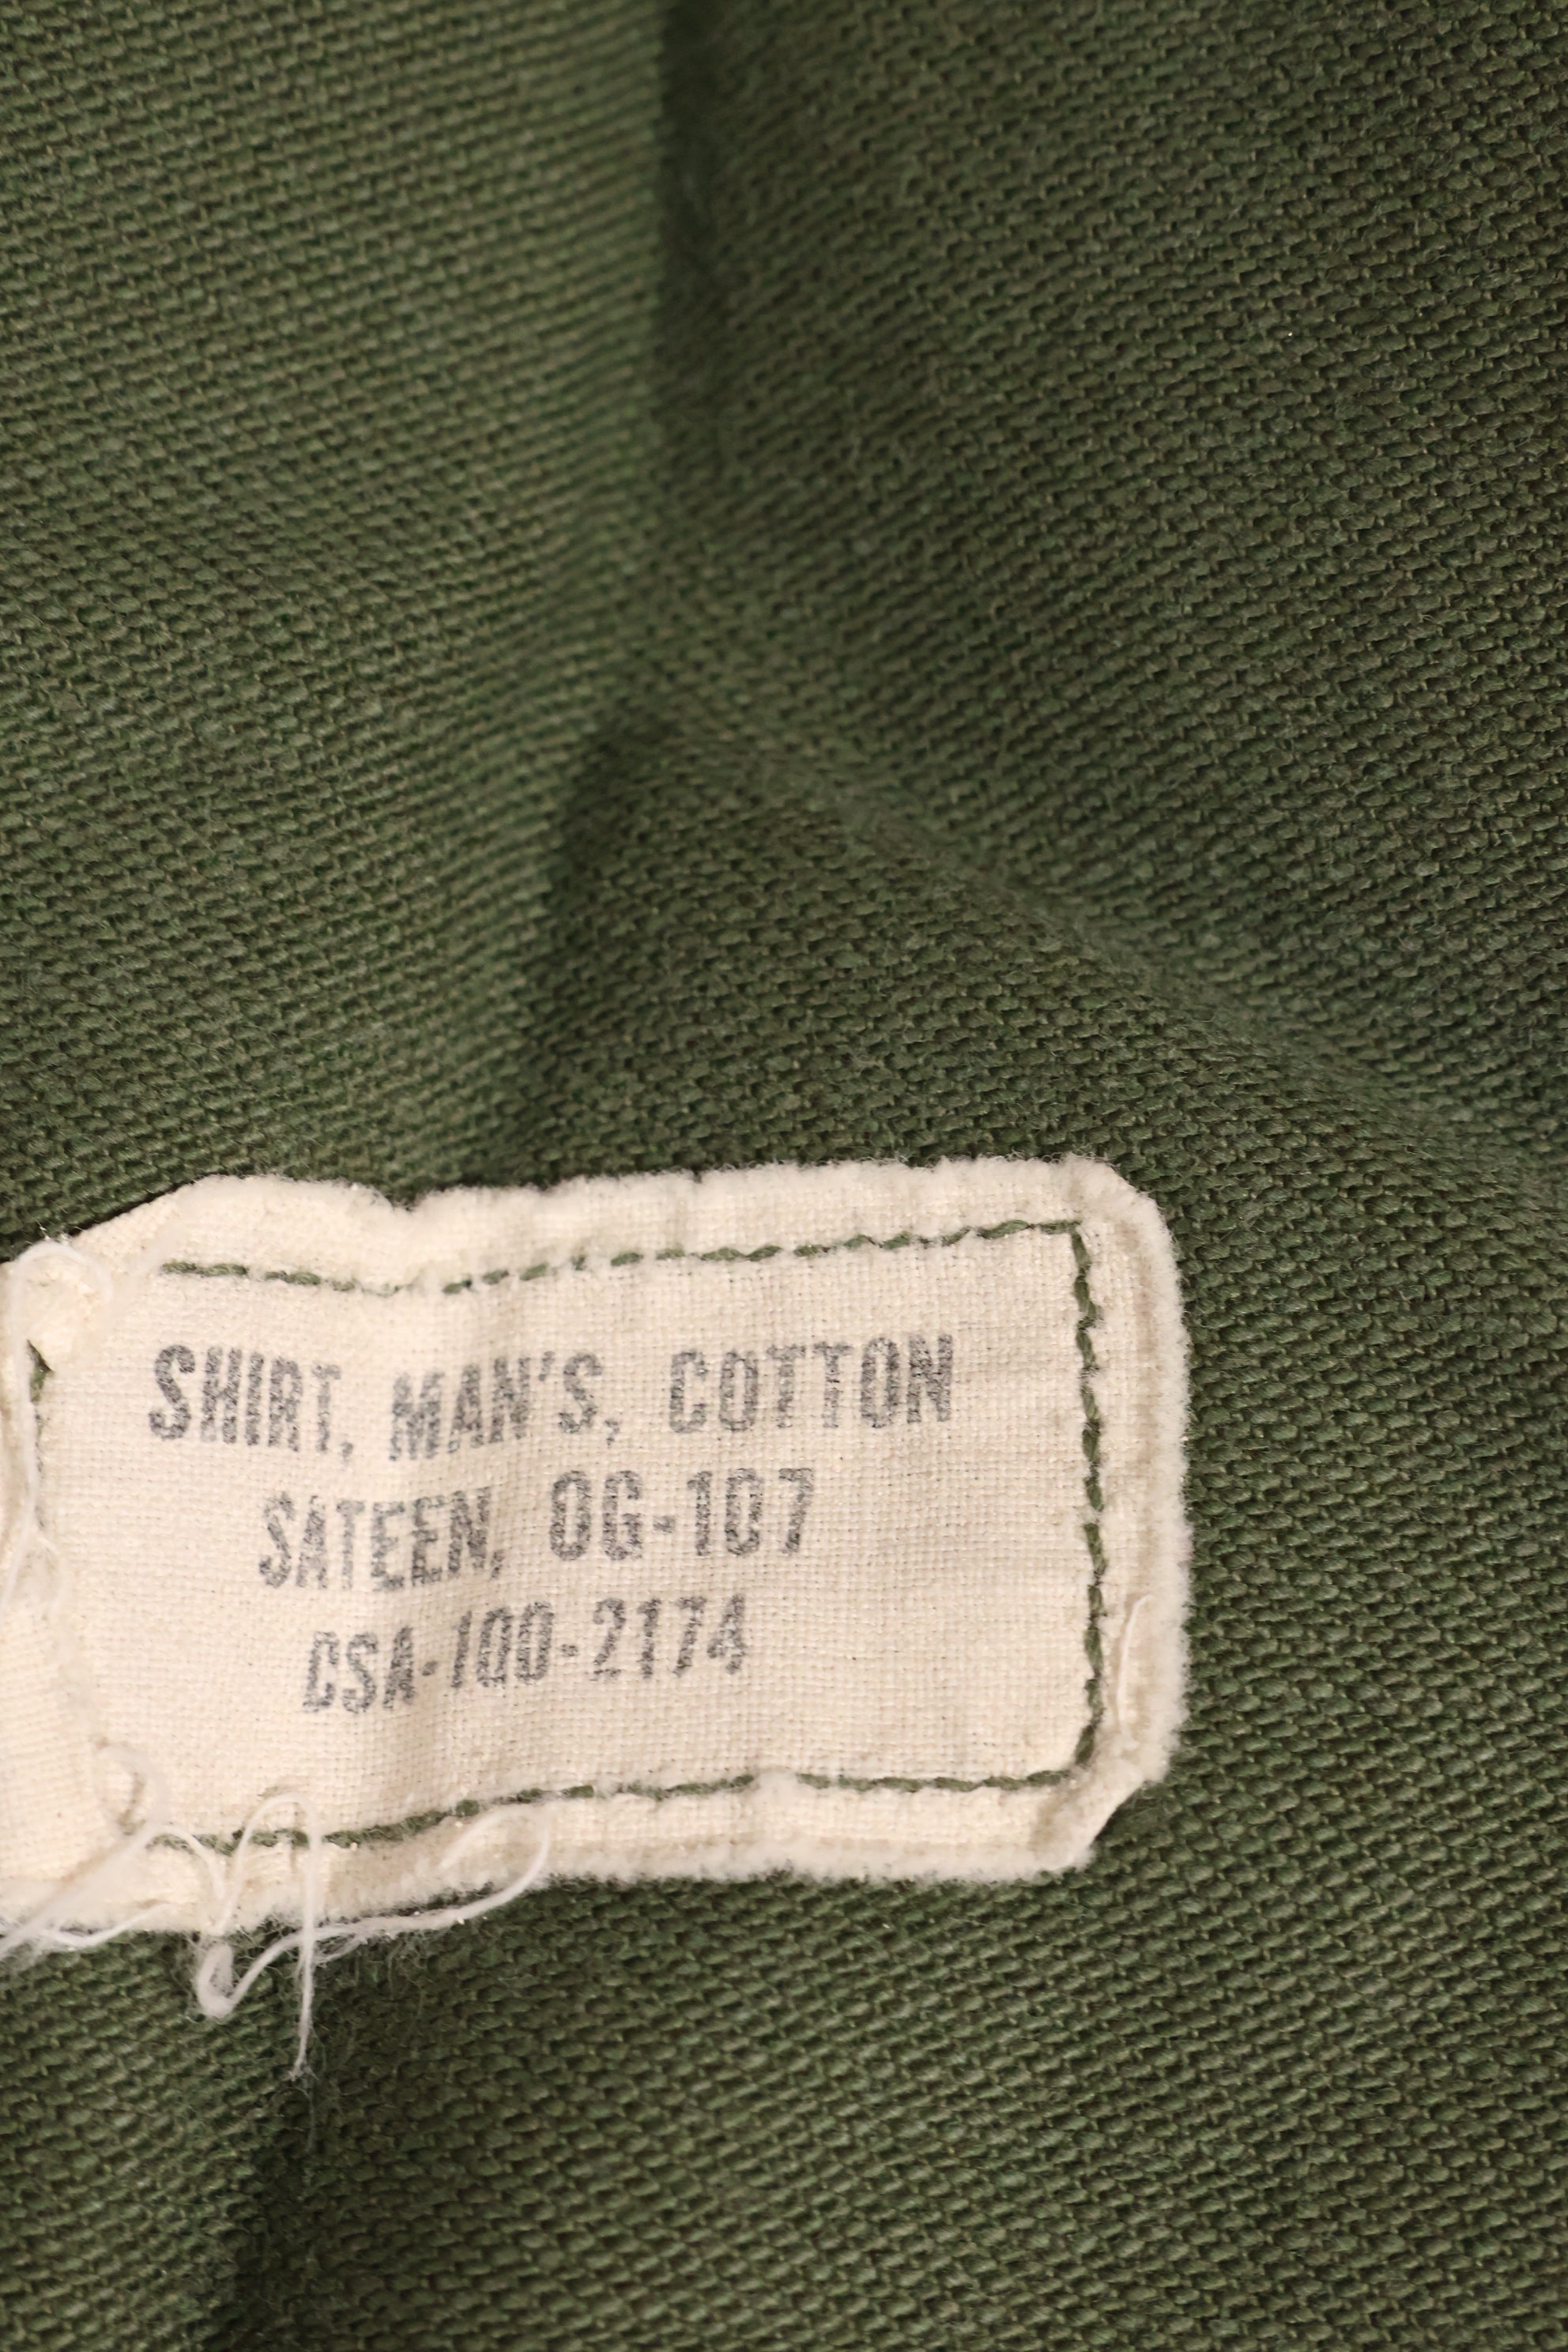 SHIRT, MAN'S, COTTON
SATEEN, OG-107
CSA-100-2174